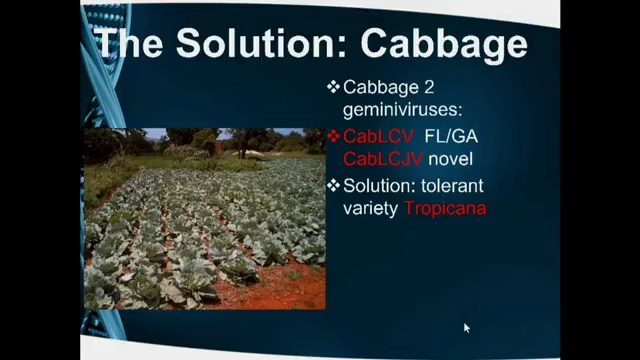 The Solution: Cabbage
Cabbage 2
geminiviruses:
CabLCV FL/GA
CabLCJV novel
Solution: tolerant
variety Tropicana